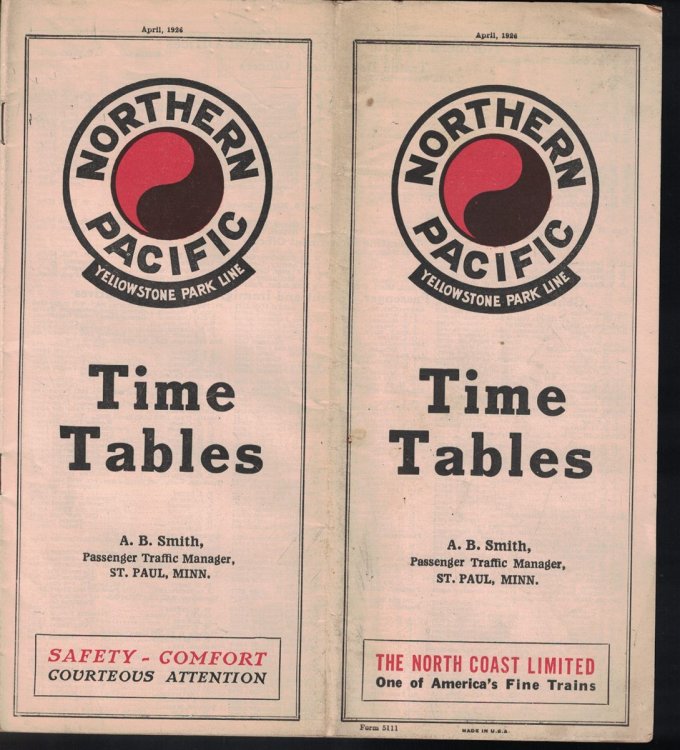 April, 1926
NORTHERN
PACIFIC
YELLOWSTONE PARK LINE
Time
Tables
A. B. Smith,
Passenger Traffic Manager,
ST. PAUL, MINN.
SAFETY - COMFORT
COURTEOUS ATTENTION
April, 1926
NORTHERN
PACIFIC
YELLOWSTONE PARK LINE
Time
Tables
A. B. Smith,
Passenger Traffic Manager,
ST. PAUL, MINN.
THE NORTH COAST LIMITED
One of America's Fine Trains
Form 5111
MADE IN U.S.A.